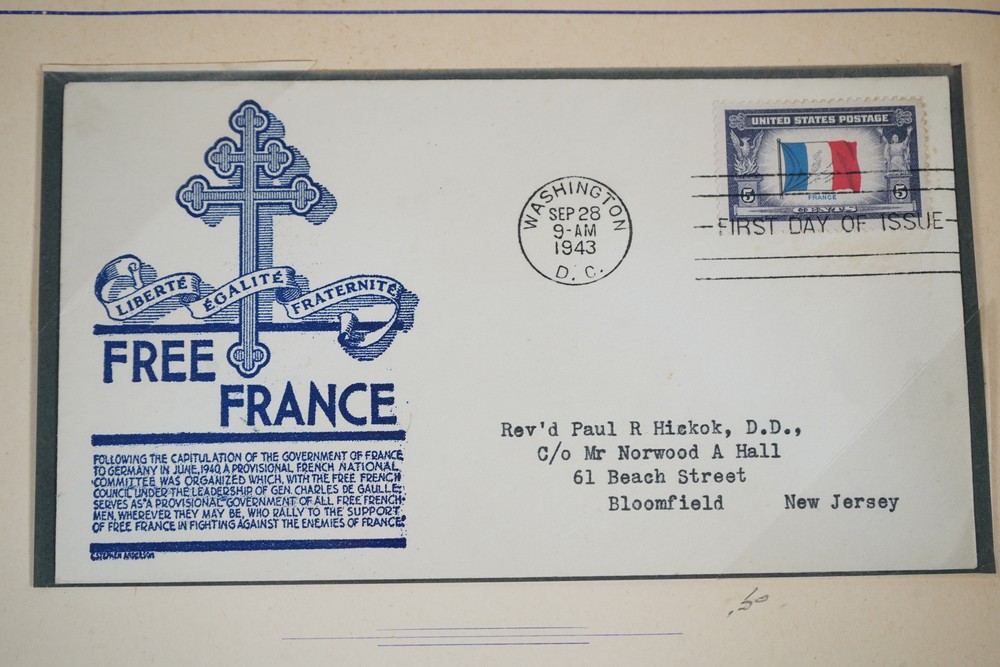 LIBERTÉ
ÉGALITÉ
FRATERNITÉ
FREE
FRANCE
FOLLOWING THE CAPITULATION OF THE GOVERNMENT OF FRANCE
TO GERMANY IN JUNE, 1940, A PROVISIONAL FRENCH NATIONAL
COMMITTEE WAS ORGANIZED WHICH, WITH THE FREE FRENCH
COUNCIL UNDER THE LEADERSHIP OF GEN. CHARLES DE GAULLE,
SERVES AS A PROVISIONAL GOVERNMENT OF ALL FREE FRENCH-
MEN, WHEREVER THEY MAY BE, WHO RALLY TO THE SUPPORT
OF FREE FRANCE IN FIGHTING AGAINST THE ENEMIES OF FRANCE.
C. STEPHEN ANDERSON
WASHINGTON
SEP 28
9-AM
1943
D. C.
UNITED STATES POSTAGE
FRANCE
5 5
CENTS
FIRST DAY OF ISSUE
Rev'd Paul R Hickok, D.D.,
C/o Mr Norwood A Hall
61 Beach Street
Bloomfield New Jersey
.50